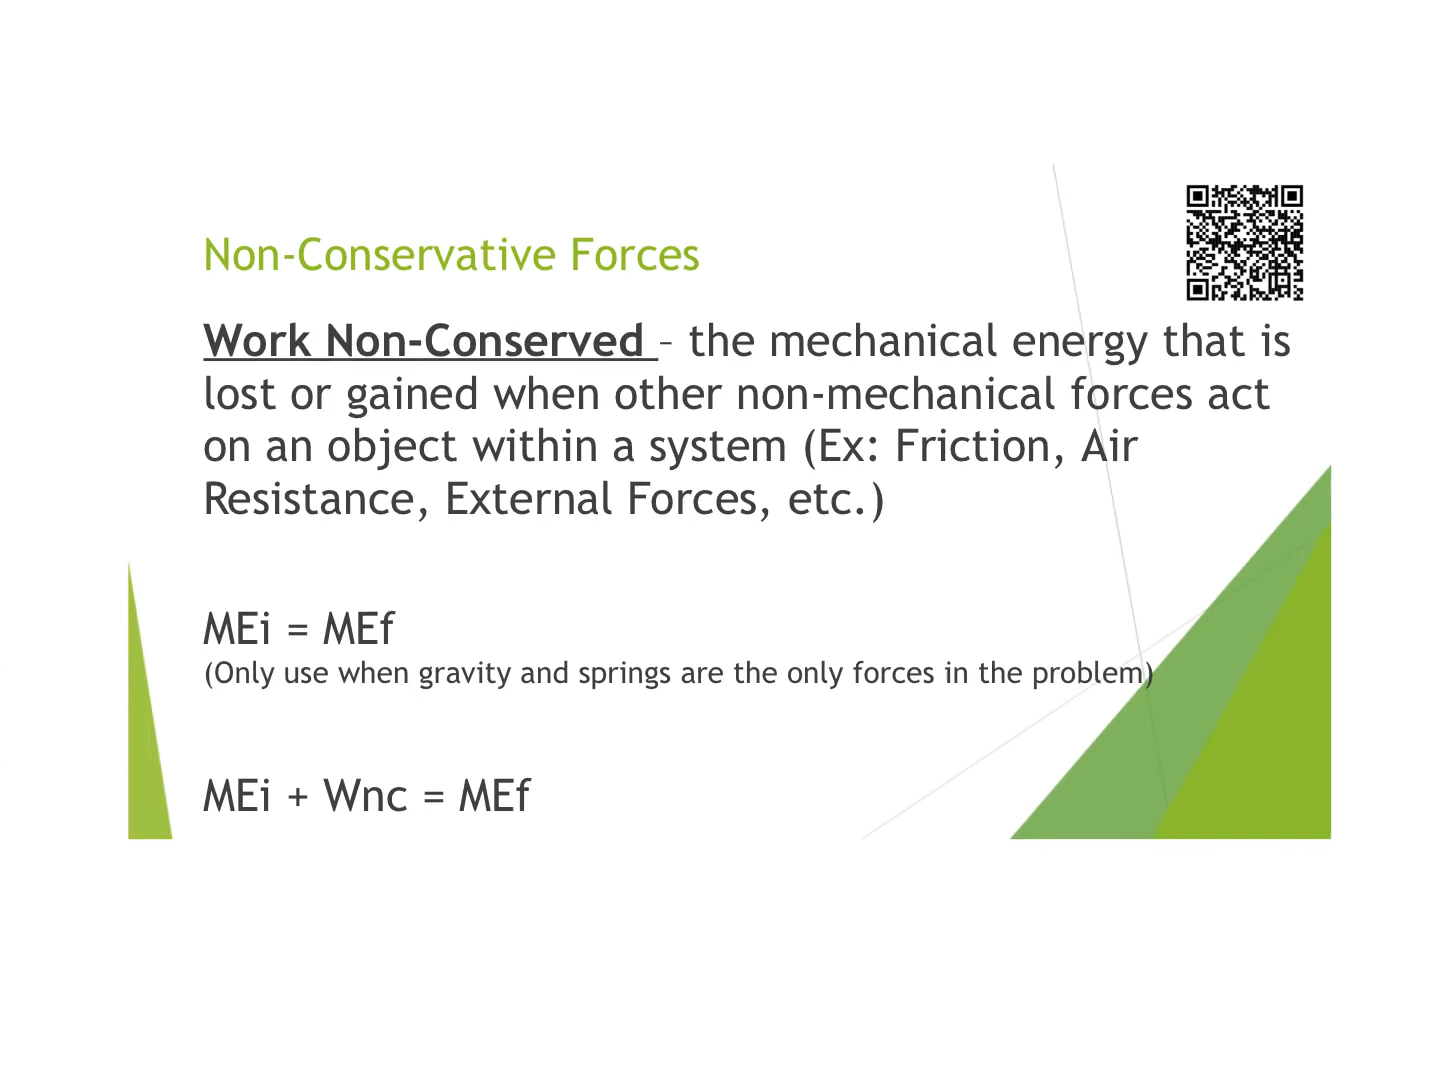 Non-Conservative Forces
Work Non-Conserved – the mechanical energy that is
lost or gained when other non-mechanical forces act
on an object within a system (Ex: Friction, Air
Resistance, External Forces, etc.)
MEi = MEf
(Only use when gravity and springs are the only forces in the problem)
MEi + Wnc = MEf